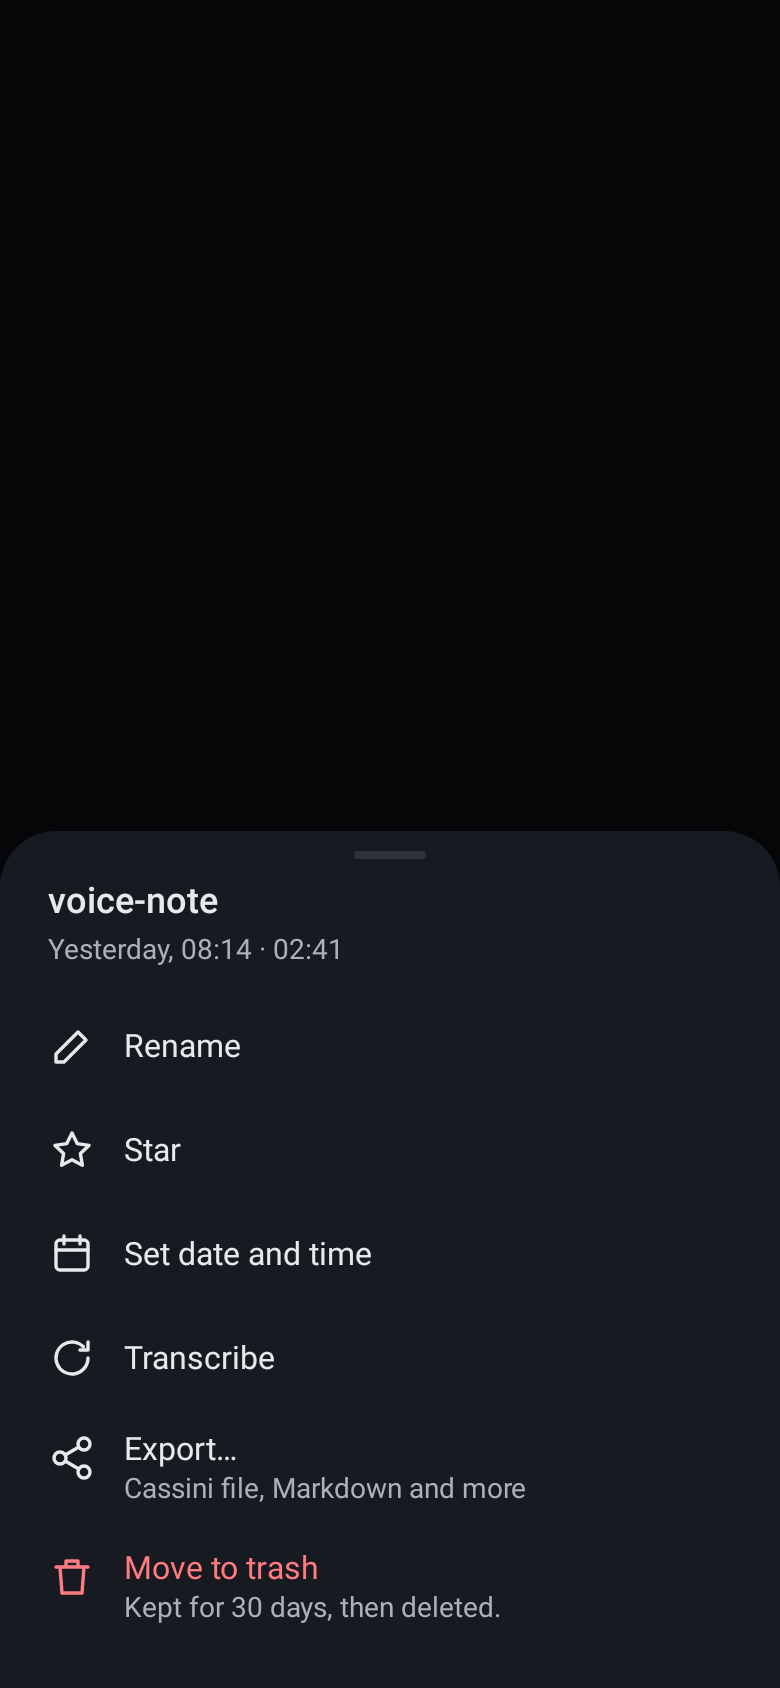 voice-note
Yesterday, 08:14 · 02:41
Rename
Star
Set date and time
Transcribe
Export…
Cassini file, Markdown and more
Move to trash
Kept for 30 days, then deleted.